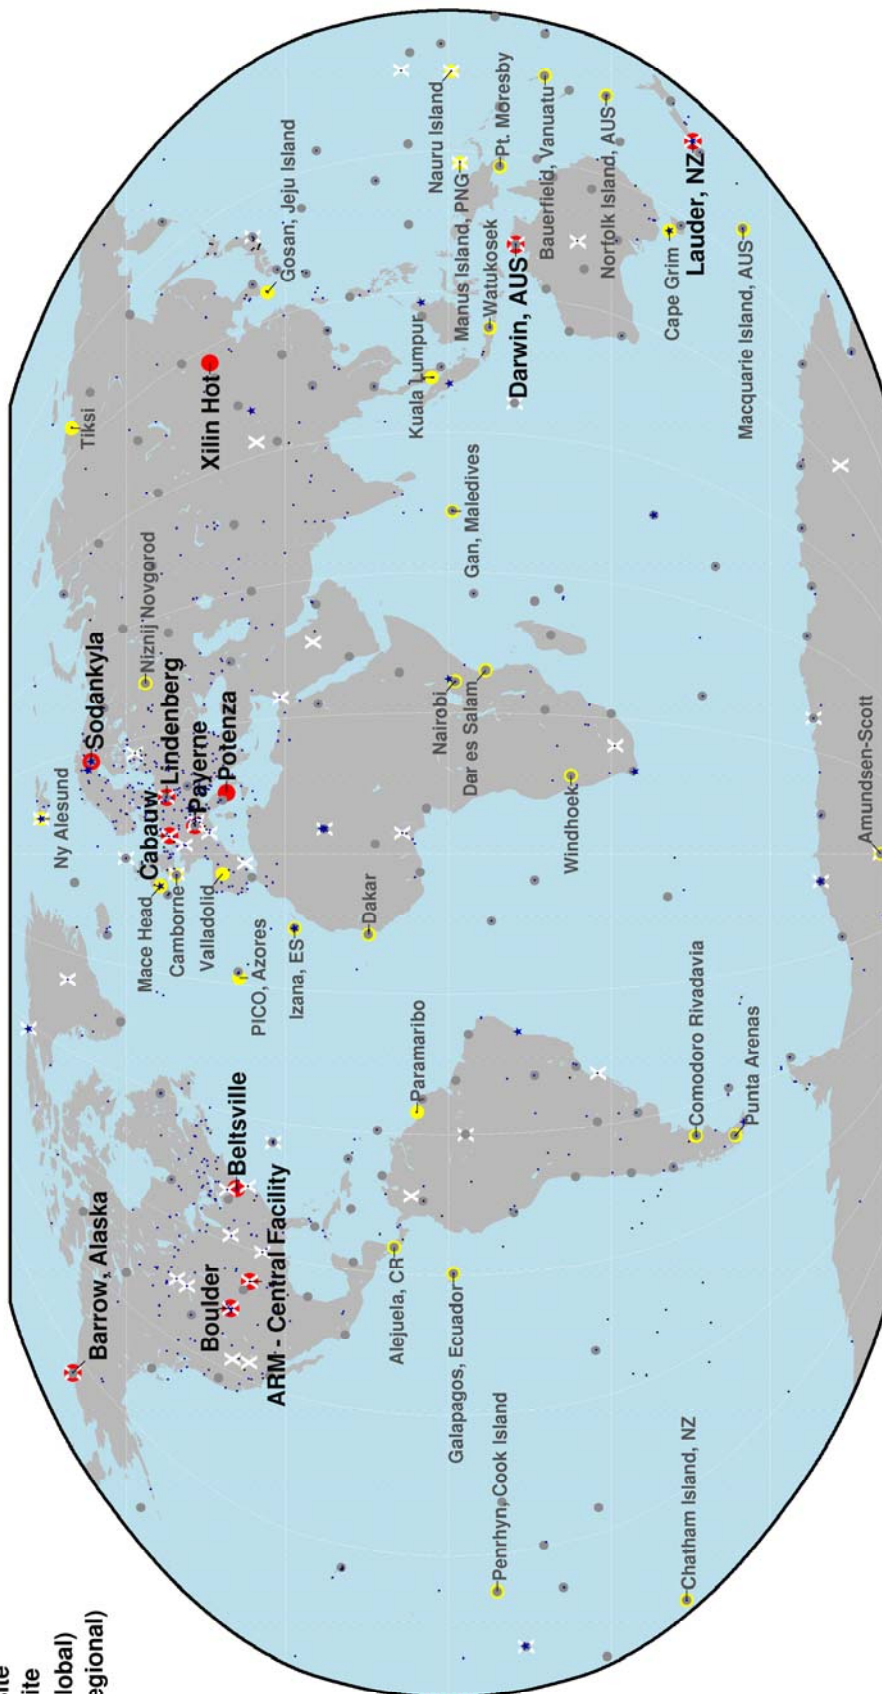 ite
ite
lobal)
egional)
Barrow, Alaska
Boulder
ARM - Central Facility
Beltsville
Alejuela, CR
Galapagos, Ecuador
Penrhyn, Cook Island
Chatham Island, NZ
Paramaribo
Comodoro Rivadavia
Punta Arenas
Mace Head
Camborne
Valladolid
PICO, Azores
Izana, ES
Dakar
Ny Alesund
Cabauw
Lindenberg
Payerne
Potenza
Sodankyla
Niznij Novgorod
Nairobi
Dar es Salam
Windhoek
Amundsen-Scott
Tiksi
Xilin Hot
Gosan, Jeju Island
Gan, Maledives
Kuala Lumpur
Watukosek
Manus Island, PNG
Nauru Island
Pt. Moresby
Darwin, AUS
Bauerfield, Vanuatu
Norfolk Island, AUS
Cape Grim
Lauder, NZ
Macquarie Island, AUS